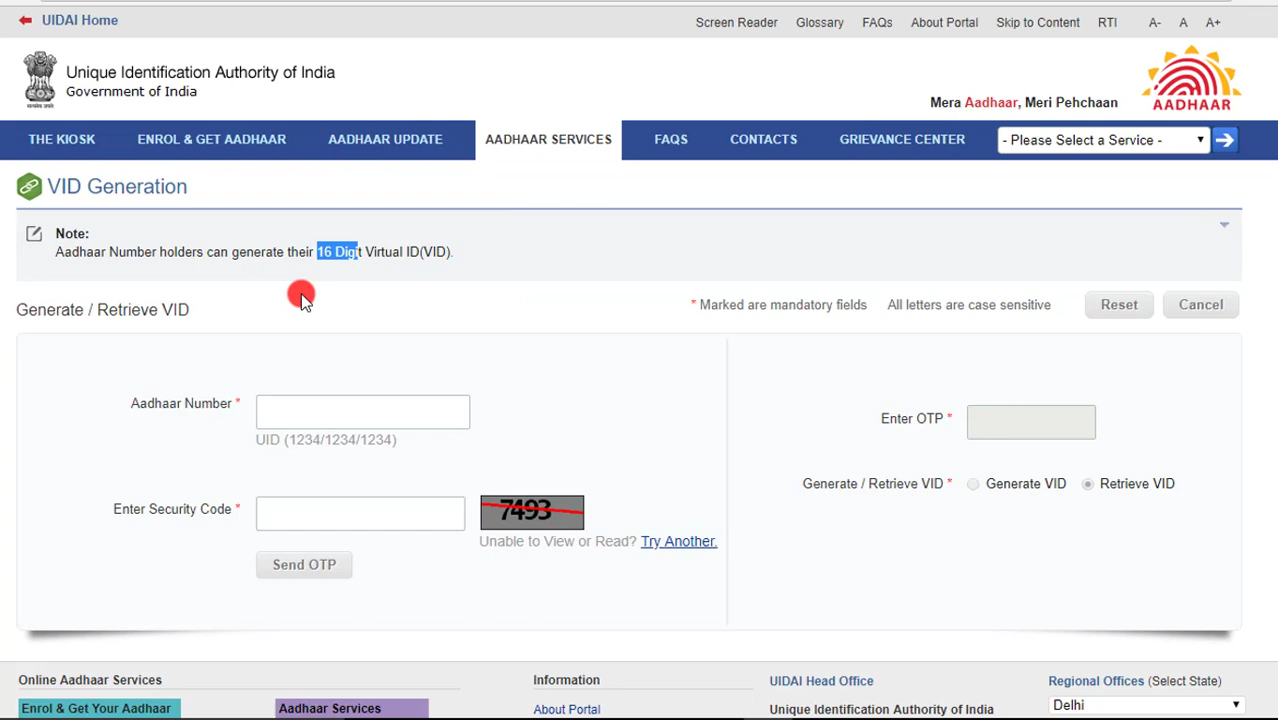 UIDAI Home
Screen Reader Glossary FAQs About Portal Skip to Content RTI A- A A+
Unique Identification Authority of India
Government of India
Mera Aadhaar, Meri Pehchaan
AADHAAR
THE KIOSK ENROL & GET AADHAAR AADHAAR UPDATE AADHAAR SERVICES FAQS CONTACTS GRIEVANCE CENTER - Please Select a Service -
VID Generation
Note:
Aadhaar Number holders can generate their 16 Digit Virtual ID(VID).
Generate / Retrieve VID
* Marked are mandatory fields All letters are case sensitive Reset Cancel
Aadhaar Number *
UID (1234/1234/1234)
Enter Security Code * 7493
Unable to View or Read? Try Another.
Send OTP
Enter OTP *
Generate / Retrieve VID * Generate VID Retrieve VID
Online Aadhaar Services
Enrol & Get Your Aadhaar Aadhaar Services
Information
About Portal
UIDAI Head Office
Unique Identification Authority of India
Regional Offices (Select State)
Delhi